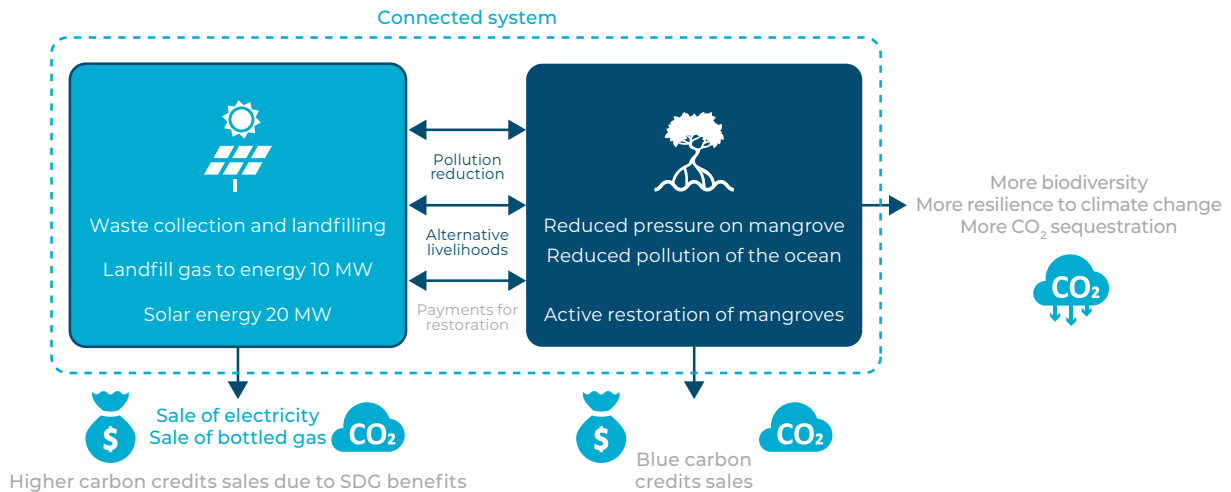 Connected system
Waste collection and landfilling
Landfill gas to energy 10 MW
Solar energy 20 MW
Pollution
reduction
Alternative
livelihoods
Payments for
restoration
Reduced pressure on mangrove
Reduced pollution of the ocean
Active restoration of mangroves
More biodiversity
More resilience to climate change
More CO₂ sequestration
CO₂
$
Sale of electricity
Sale of bottled gas
CO₂
Higher carbon credits sales due to SDG benefits
$
CO₂
Blue carbon
credits sales